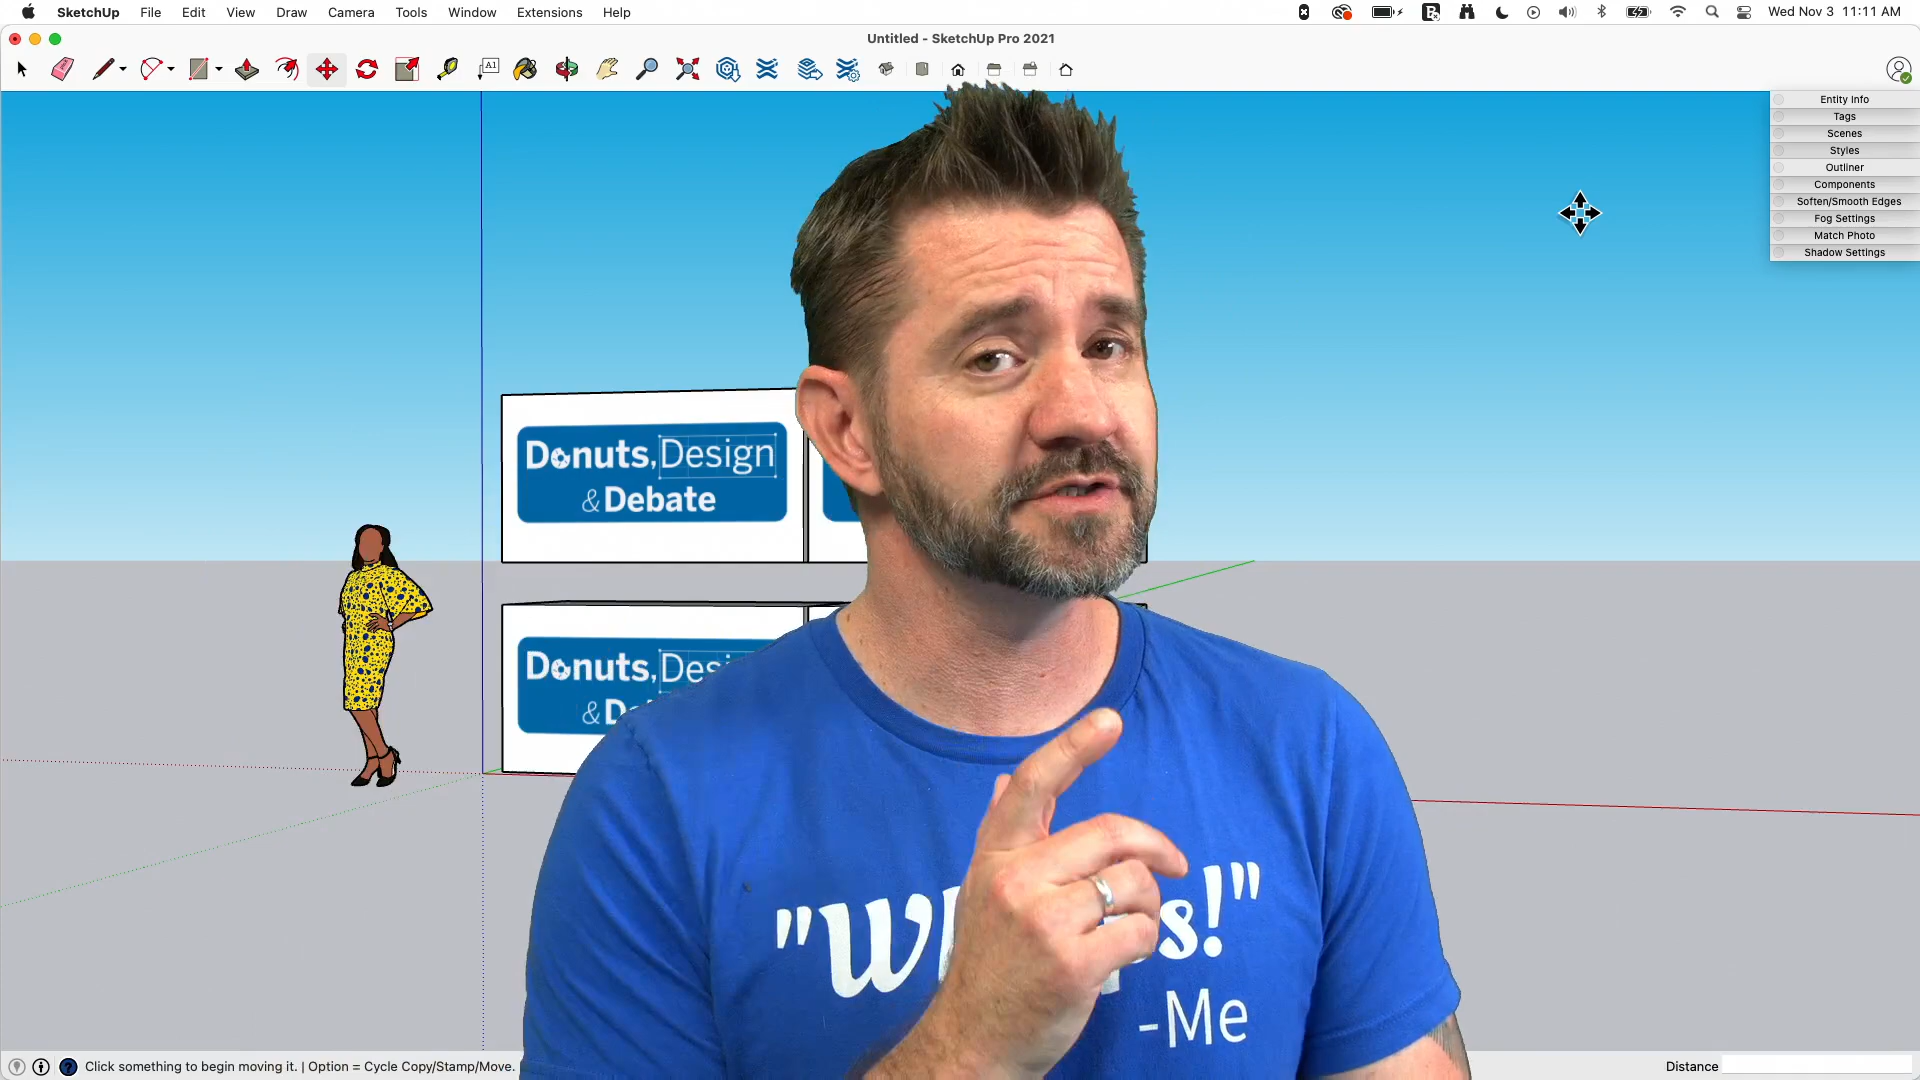 SketchUp File Edit View Draw Camera Tools Window Extensions Help
Wed Nov 3 11:11 AM
Untitled - SketchUp Pro 2021
A1
Entity Info
Tags
Scenes
Styles
Outliner
Components
Soften/Smooth Edges
Fog Settings
Match Photo
Shadow Settings
Donuts, Design
& Debate
Donuts,
-Me
Click something to begin moving it. | Option = Cycle Copy/Stamp/Move.
Distance